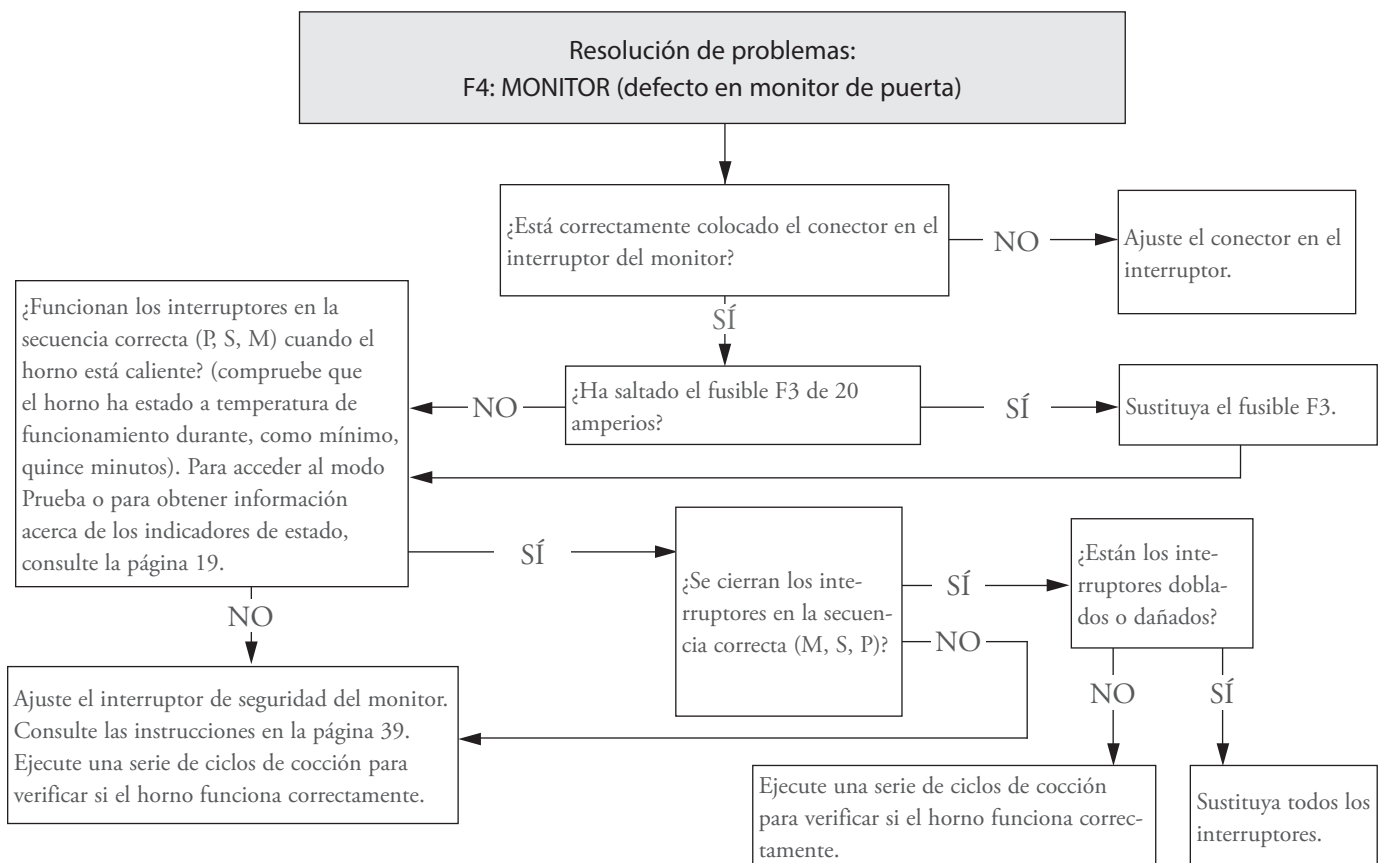 Resolución de problemas:
F4: MONITOR (defecto en monitor de puerta)
¿Está correctamente colocado el conector en el
interruptor del monitor?
NO
Ajuste el conector en el
interruptor.
SÍ
¿Ha saltado el fusible F3 de 20
amperios?
SÍ
Sustituya el fusible F3.
NO
¿Funcionan los interruptores en la
secuencia correcta (P, S, M) cuando el
horno está caliente? (compruebe que
el horno ha estado a temperatura de
funcionamiento durante, como mínimo,
quince minutos). Para acceder al modo
Prueba o para obtener información
acerca de los indicadores de estado,
consulte la página 19.
SÍ
¿Se cierran los inte-
rruptores en la secuen-
cia correcta (M, S, P)?
SÍ
NO
¿Están los inte-
rruptores dobla-
dos o dañados?
NO
SÍ
NO
Ajuste el interruptor de seguridad del monitor.
Consulte las instrucciones en la página 39.
Ejecute una serie de ciclos de cocción para
verificar si el horno funciona correctamente.
Ejecute una serie de ciclos de cocción
para verificar si el horno funciona correc-
tamente.
Sustituya todos los
interruptores.